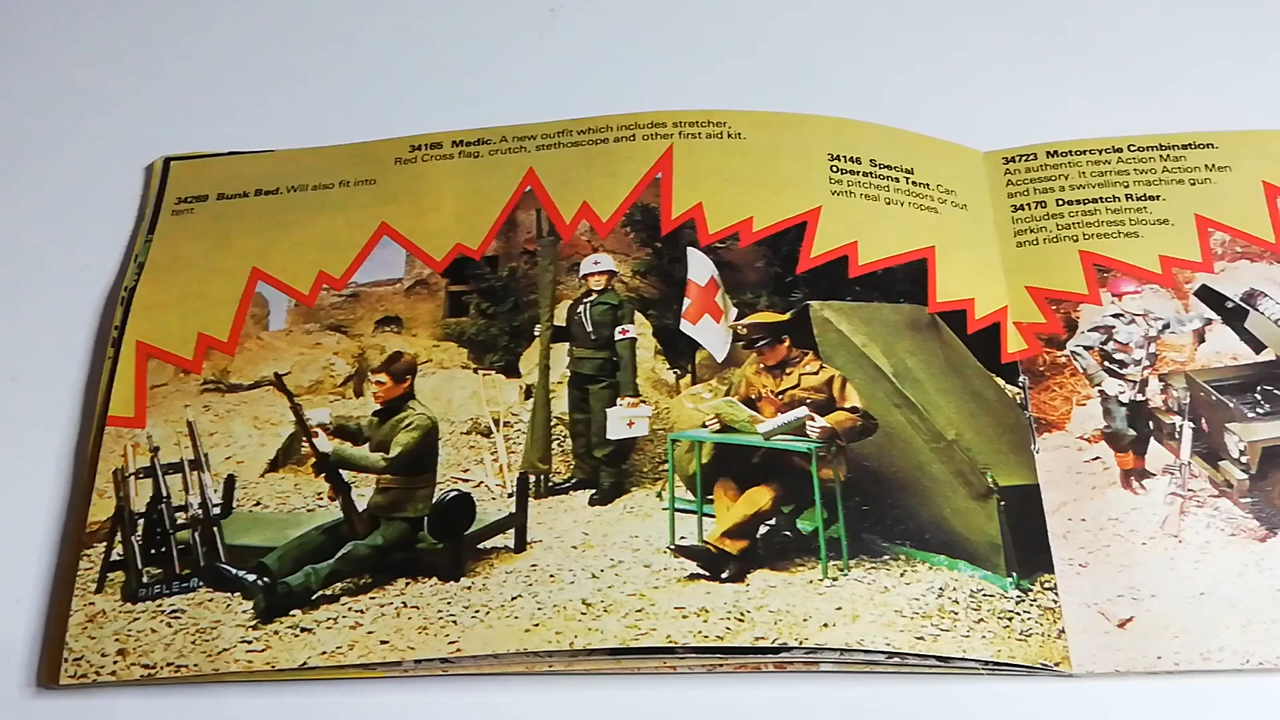 34269 Bunk Bed. Will also fit into
tent.
34165 Medic. A new outfit which includes stretcher,
Red Cross flag, crutch, stethoscope and other first aid kit.
34146 Special
Operations Tent. Can
be pitched indoors or out
with real guy ropes.
34723 Motorcycle Combination.
An authentic new Action Man
Accessory. It carries two Action Men
and has a swivelling machine gun.
34170 Despatch Rider.
Includes crash helmet,
jerkin, battledress blouse,
and riding breeches.